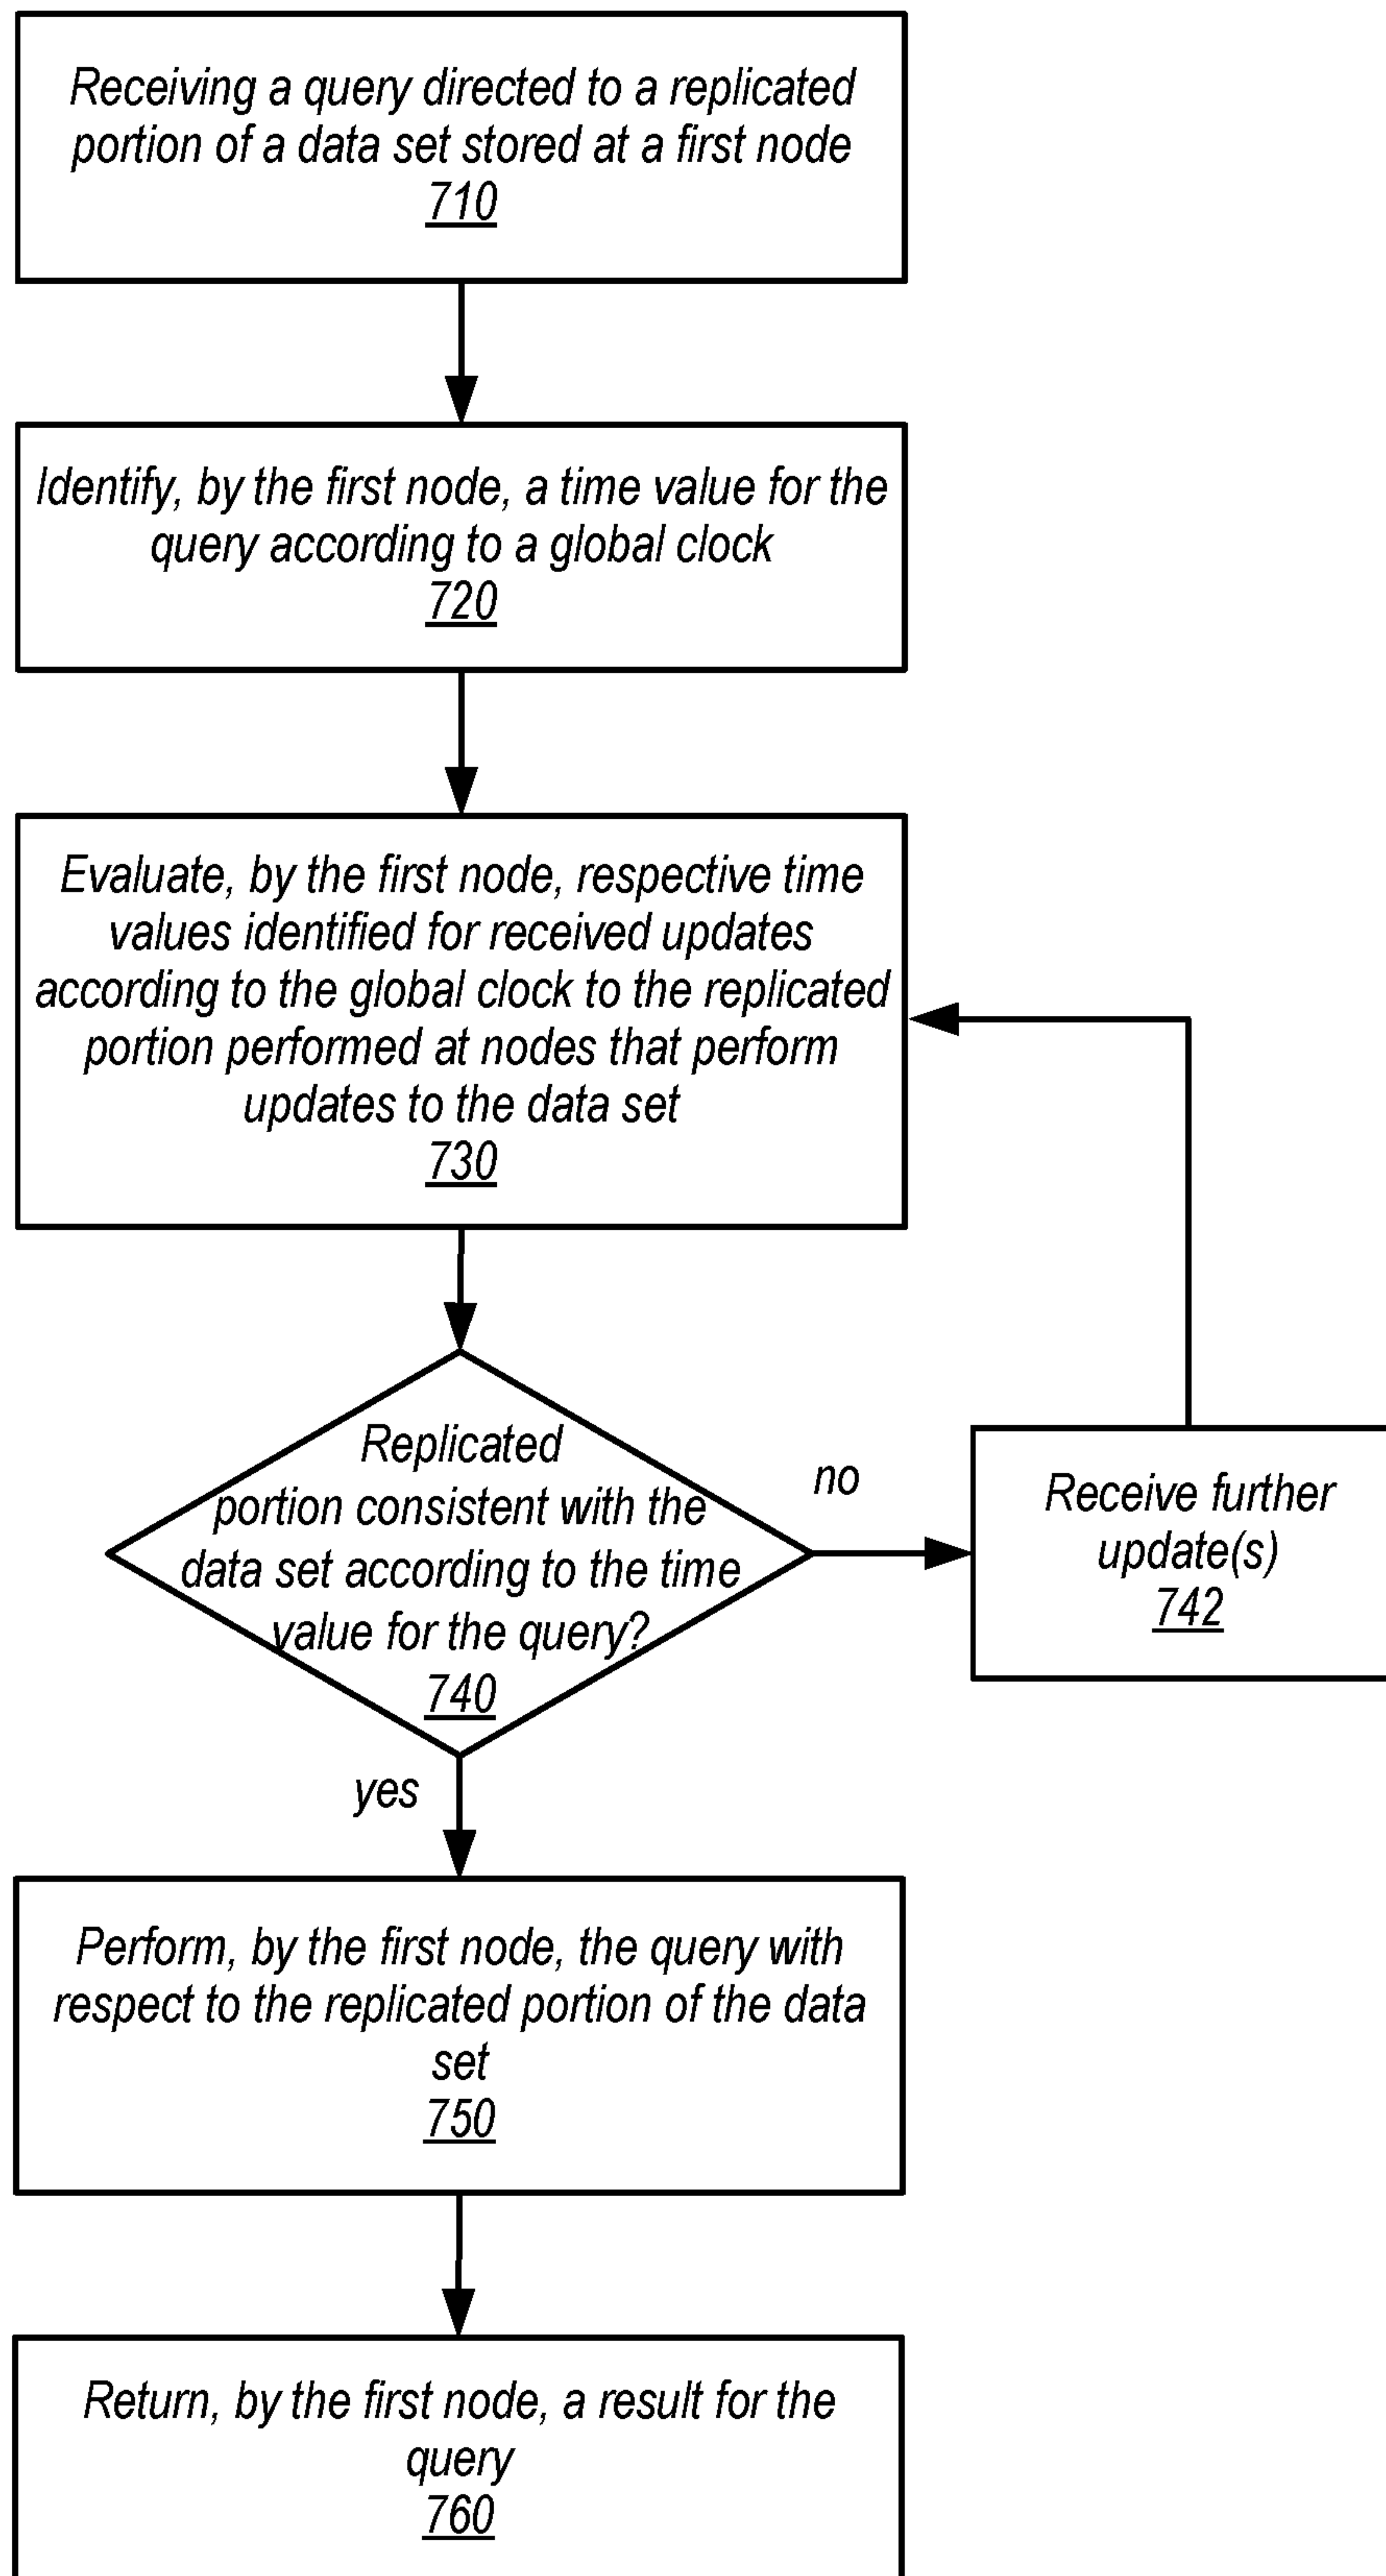 Receiving a query directed to a replicated
portion of a data set stored at a first node
710
Identify, by the first node, a time value for the
query according to a global clock
720
Evaluate, by the first node, respective time
values identified for received updates
according to the global clock to the replicated
portion performed at nodes that perform
updates to the data set
730
Replicated
portion consistent with the
data set according to the time
value for the query?
740
no
Receive further
update(s)
742
yes
Perform, by the first node, the query with
respect to the replicated portion of the data
set
750
Return, by the first node, a result for the
query
760